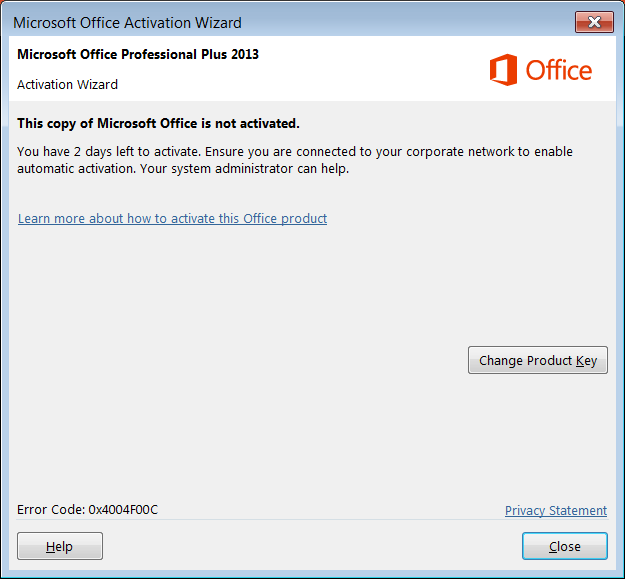 Microsoft Office Activation Wizard
Microsoft Office Professional Plus 2013
Office
Activation Wizard
This copy of Microsoft Office is not activated.
You have 2 days left to activate. Ensure you are connected to your corporate network to enable
automatic activation. Your system administrator can help.
Learn more about how to activate this Office product
Change Product Key
Error Code: 0x4004F00C
Privacy Statement
Help
Close